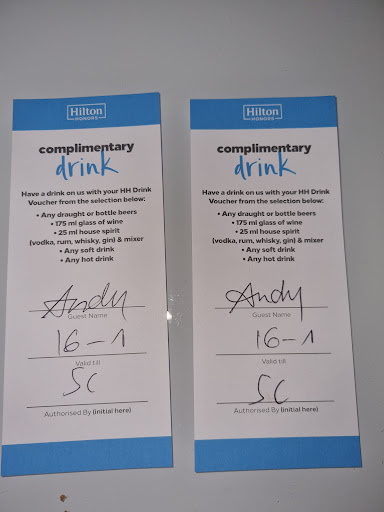 Hilton
HONORS
complimentary
drink
Have a drink on us with your HH Drink
Voucher from the selection below:
• Any draught or bottle beers
• 175 ml glass of wine
• 25 ml house spirit
(vodka, rum, whisky, gin) & mixer
• Any soft drink
• Any hot drink
Andy
Guest Name
16-1
Valid till
SC
Authorised By (initial here)
Hilton
HONORS
complimentary
drink
Have a drink on us with your HH Drink
Voucher from the selection below:
• Any draught or bottle beers
• 175 ml glass of wine
• 25 ml house spirit
(vodka, rum, whisky, gin) & mixer
• Any soft drink
• Any hot drink
Andy
Guest Name
16-1
Valid till
SC
Authorised By (initial here)